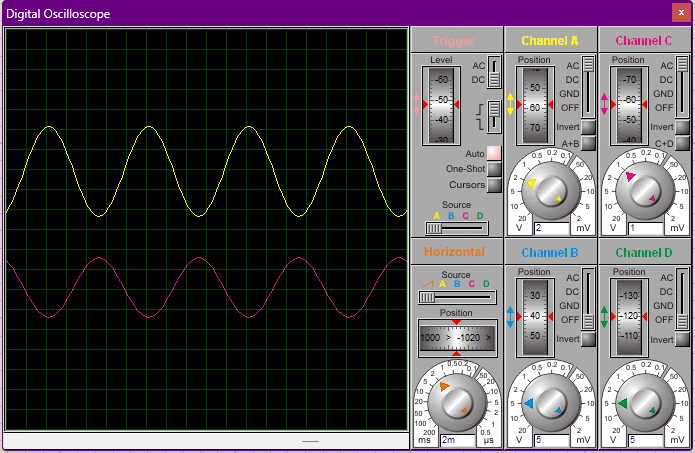 Digital Oscilloscope
x
Trigger
Level
-60
-50
-40
-30
AC
DC
Auto
One-Shot
Cursors
Source
A B C D
Channel A
Position
50
60
70
AC
DC
GND
OFF
Invert
A+B
20 10 5 2 1 0.5 0.2 0.1 50 20 10 5 2
V
2
mV
Channel C
Position
-70
-60
-50
-40
AC
DC
GND
OFF
Invert
C+D
20 10 5 2 1 0.5 0.2 0.1 50 20 10 5 2
V
1
mV
Horizontal
Source
A B C D
Position
1000 > -1020 >
200 100 50 20 15 10 5 2 1 0.5 0.2 0.1 50 20 10 5 2 1 0.5
ms
2m
µs
Channel B
Position
30
40
50
AC
DC
GND
OFF
Invert
20 10 5 2 1 0.5 0.2 0.1 50 20 10 5 2
V
5
mV
Channel D
Position
-130
-120
-110
AC
DC
GND
OFF
Invert
20 10 5 2 1 0.5 0.2 0.1 50 20 10 5 2
V
5
mV